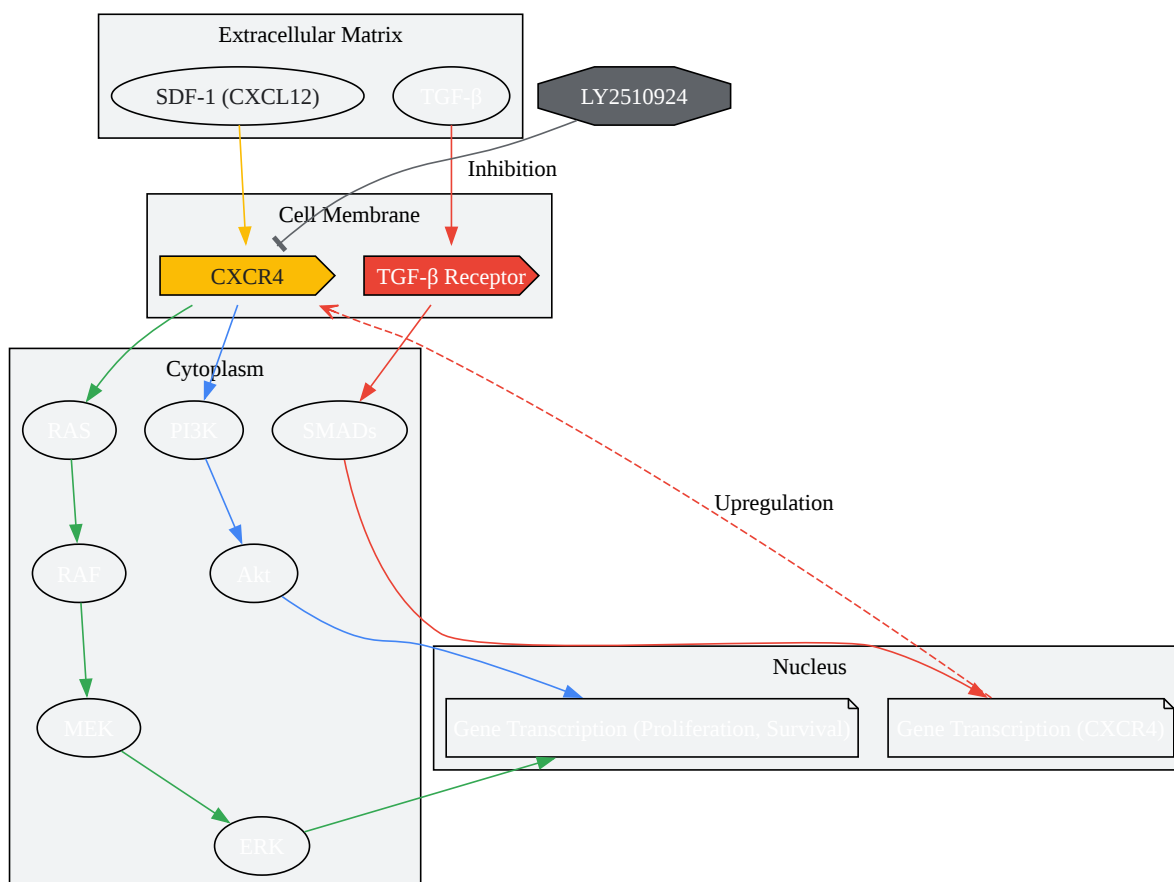 Extracellular Matrix
SDF-1 (CXCL12)
TGF-β
LY2510924
Inhibition
Cell Membrane
CXCR4
TGF-β Receptor
Cytoplasm
RAS
PI3K
SMADs
Upregulation
RAF
Akt
Nucleus
MEK
Gene Transcription (Proliferation, Survival)
Gene Transcription (CXCR4)
ERK